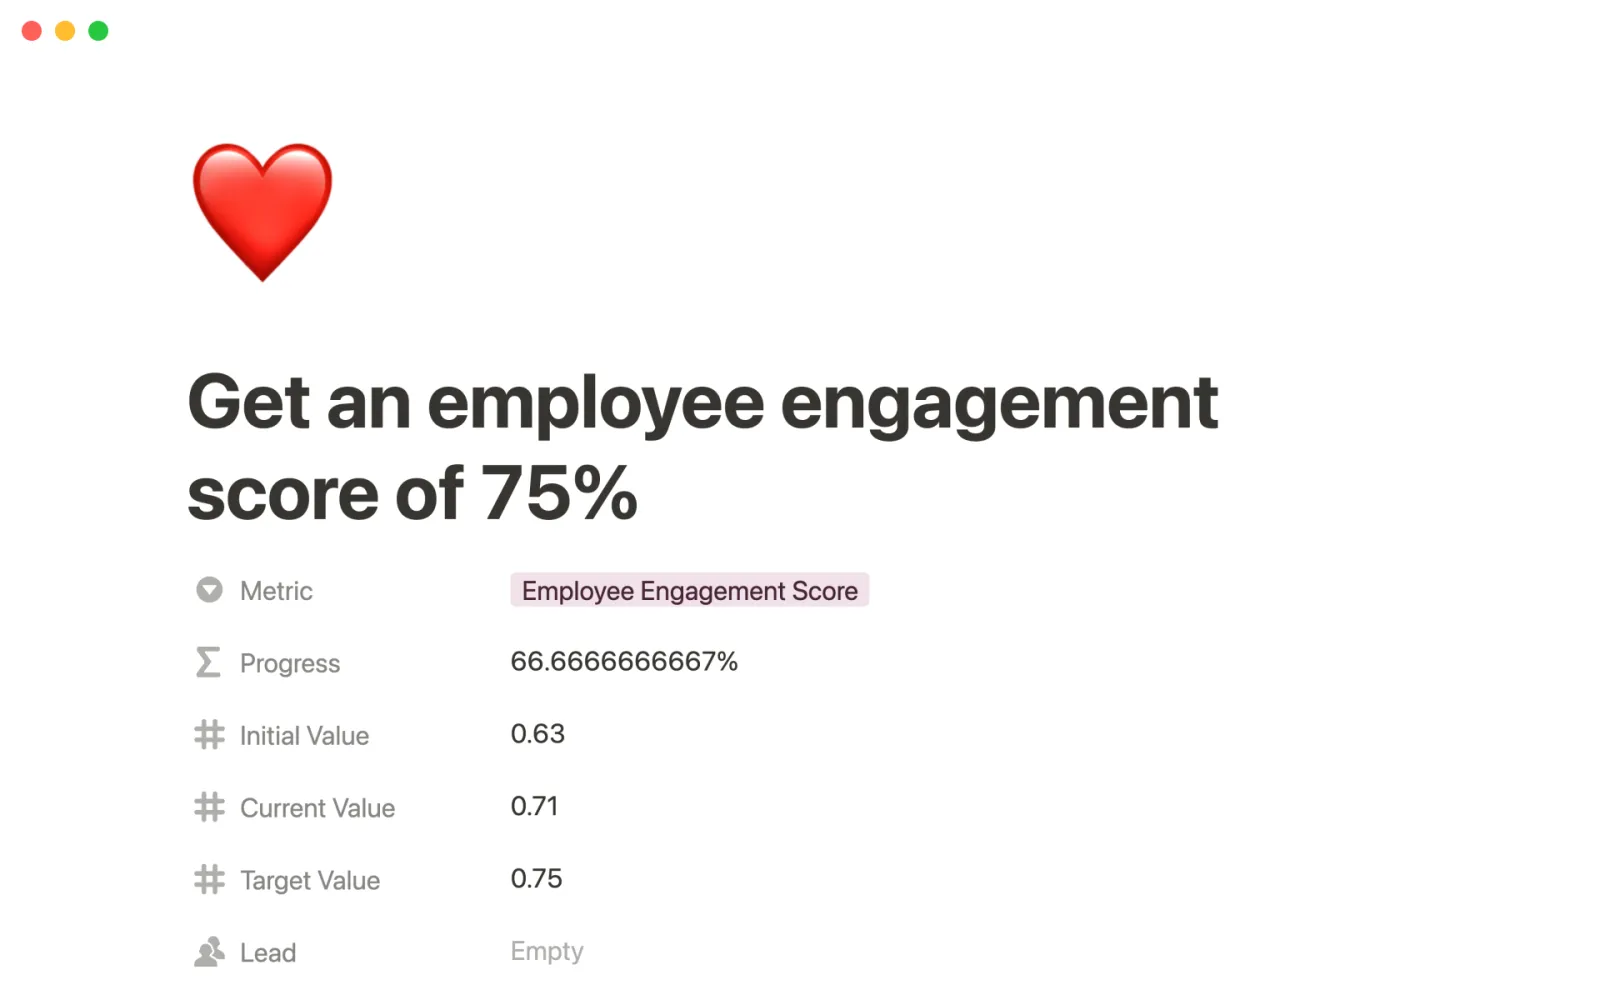 Get an employee engagement
score of 75%
Metric Employee Engagement Score
Progress 66.6666666667%
Initial Value 0.63
Current Value 0.71
Target Value 0.75
Lead Empty